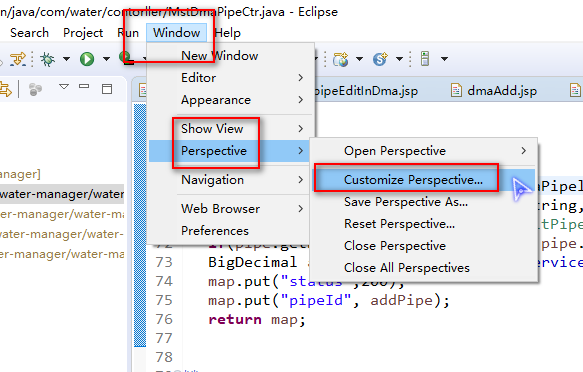 n/java/com/water/contorller/MstDmaPipeCtr.java - Eclipse
Search Project Run Window Help
New Window
Editor
pipeEditInDma.jsp dmaAdd.jsp
Appearance
Show View
Perspective
Open Perspective
anager]
Navigation
Customize Perspective...
water-manager/water
tring,
Save Perspective As...
water-manager/water-ma
Web Browser
Reset Perspective...
Preferences
Close Perspective
water-manager/water-ma
72
73 BigDecimal
Close All Perspectives
74 map.put("status",200);
75 map.put("pipeId", addPipe);
76 return map;
77
78